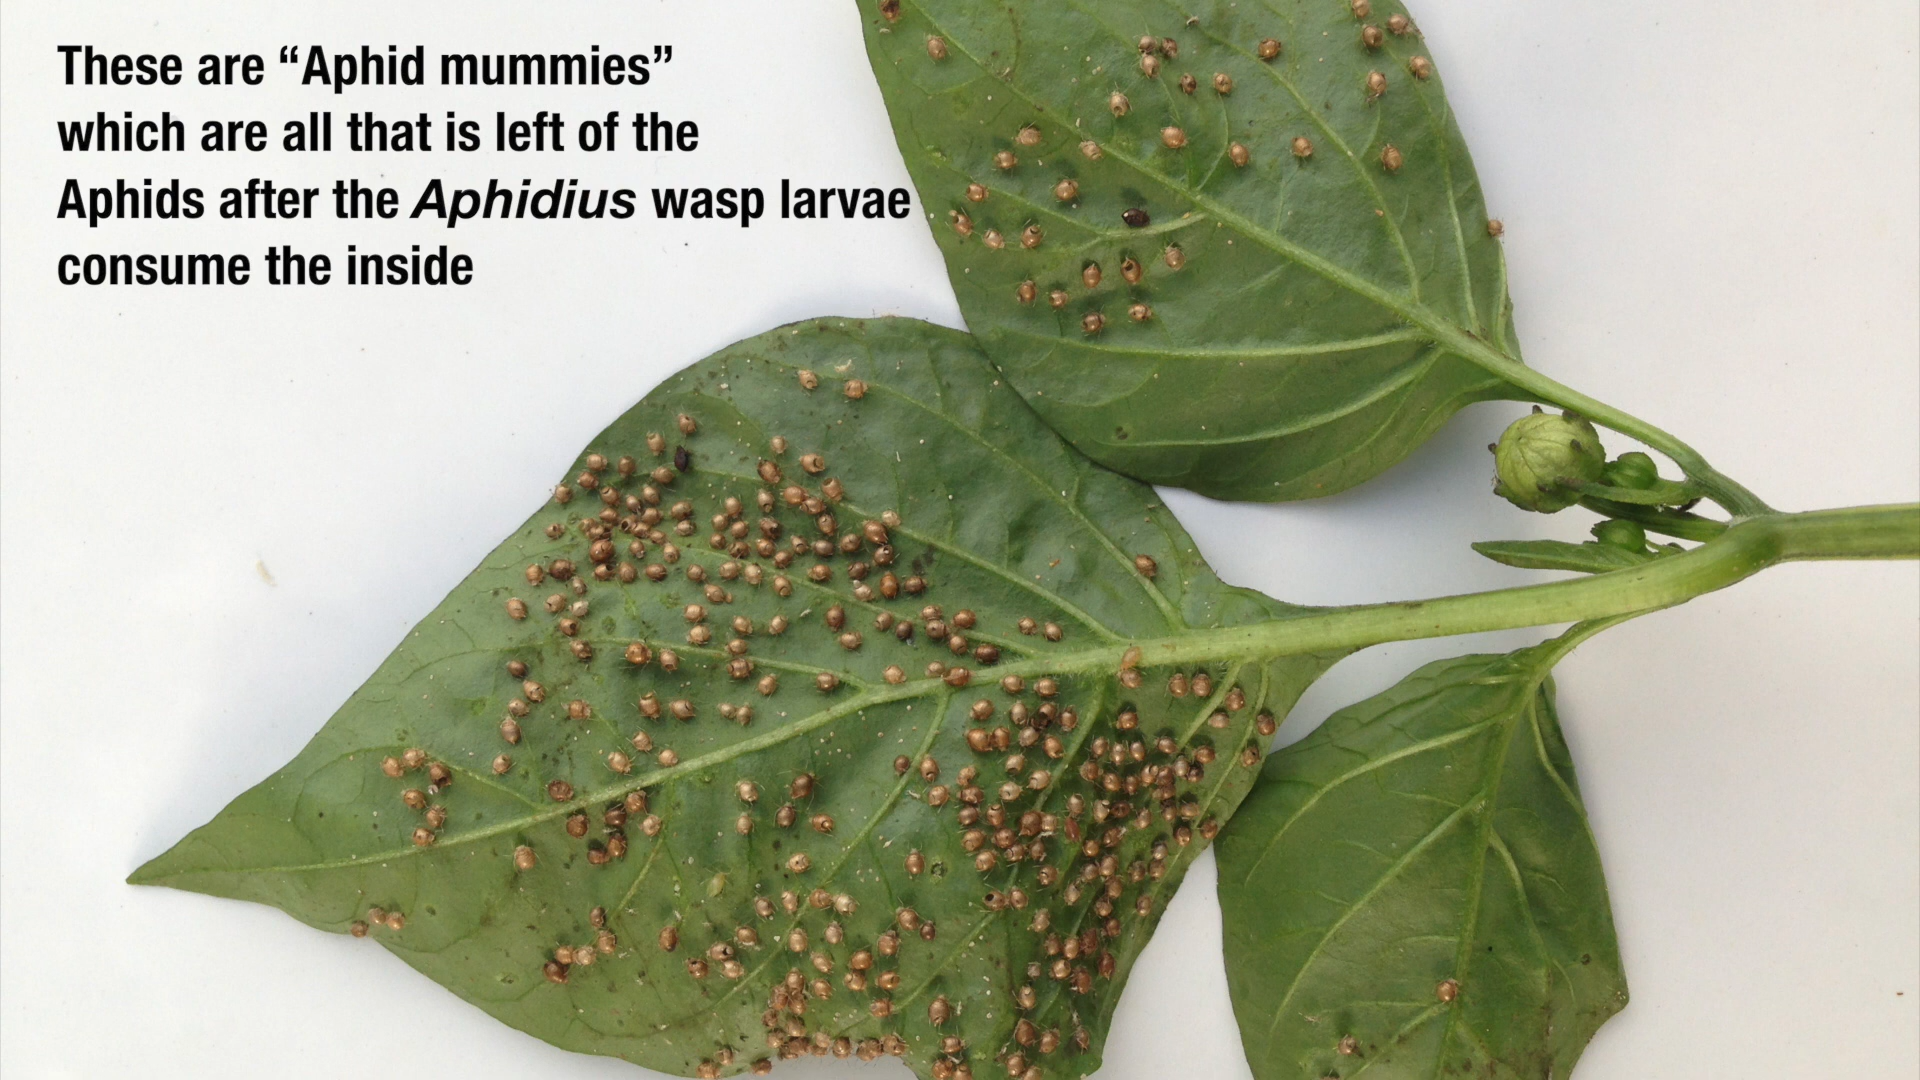 These are “Aphid mummies”
which are all that is left of the
Aphids after the Aphidius wasp larvae
consume the inside